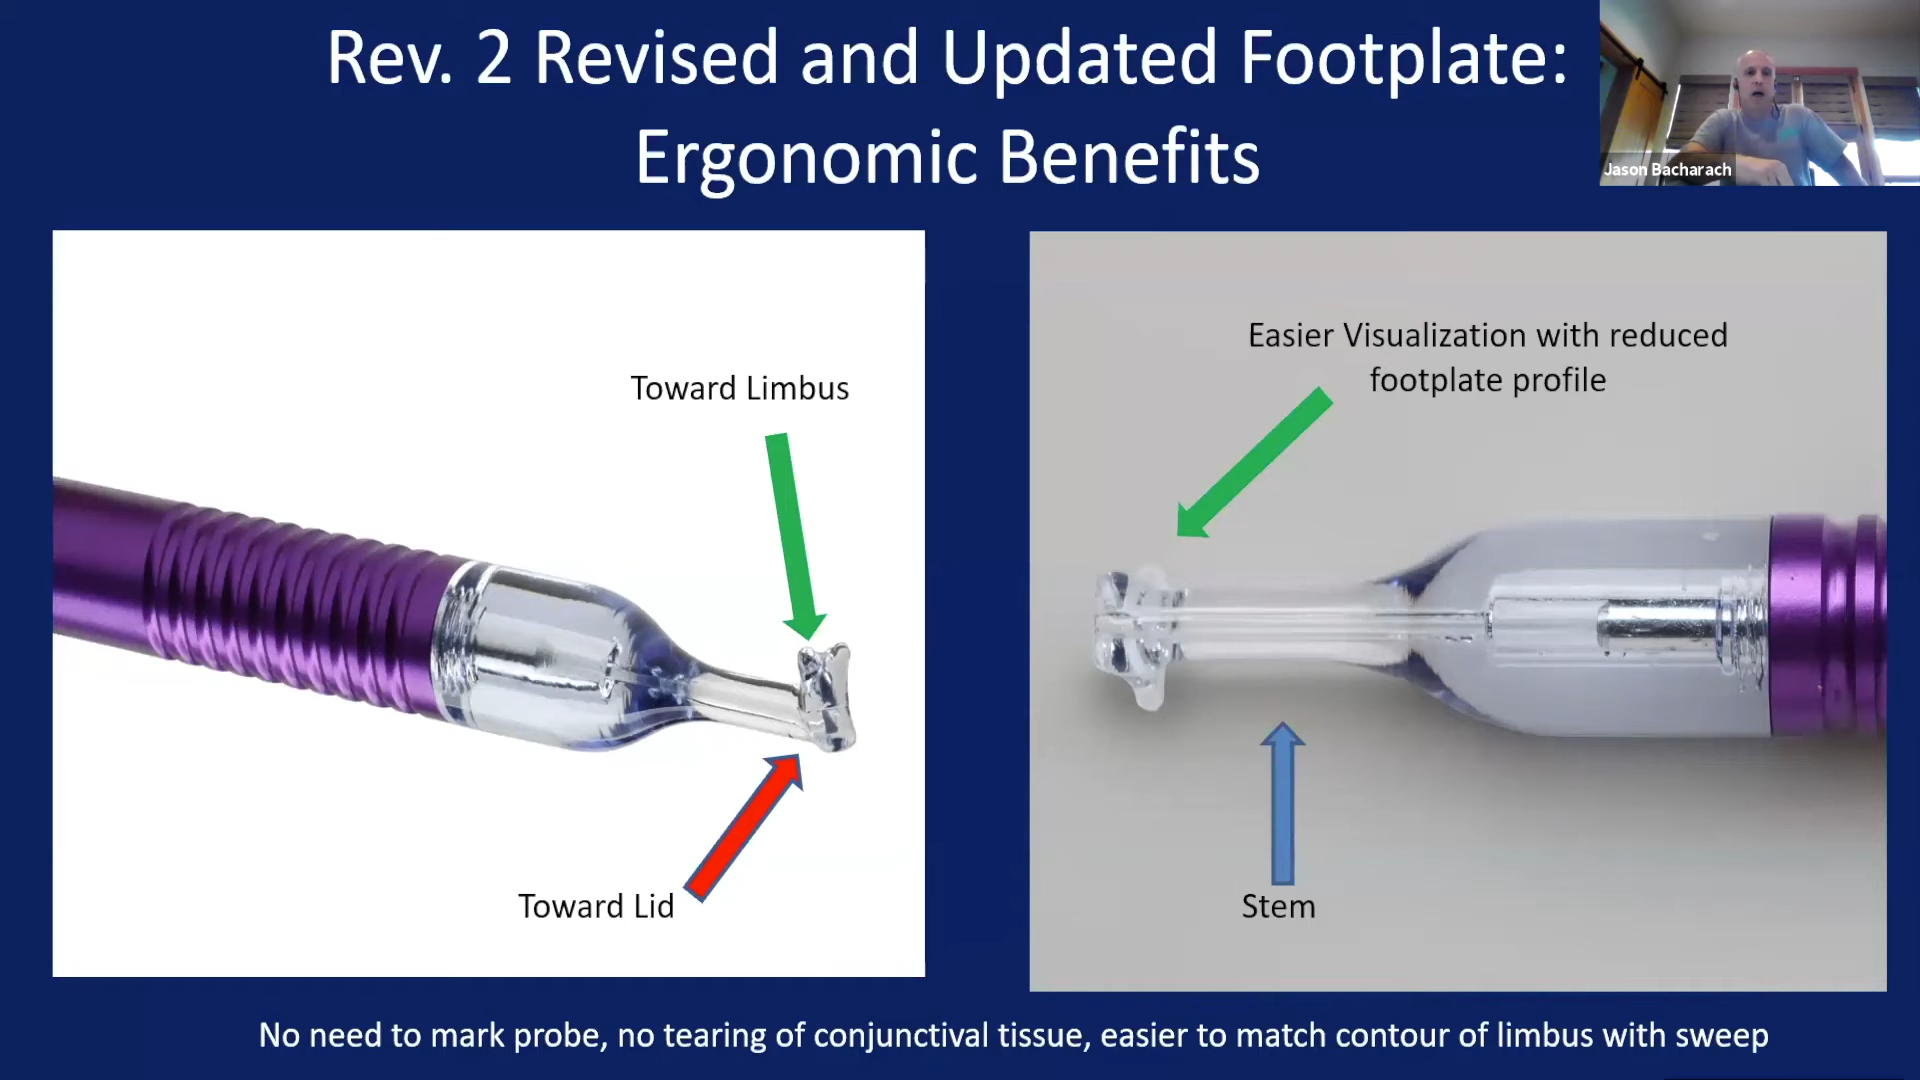 Rev. 2 Revised and Updated Footplate:
Ergonomic Benefits
Jason Bacharach
Toward Limbus
Toward Lid
Easier Visualization with reduced
footplate profile
Stem
No need to mark probe, no tearing of conjunctival tissue, easier to match contour of limbus with sweep